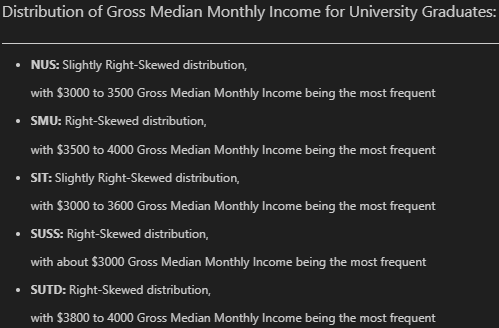 Distribution of Gross Median Monthly Income for University Graduates:
• NUS: Slightly Right-Skewed distribution,
with $3000 to 3500 Gross Median Monthly Income being the most frequent
• SMU: Right-Skewed distribution,
with $3500 to 4000 Gross Median Monthly Income being the most frequent
• SIT: Slightly Right-Skewed distribution,
with $3000 to 3600 Gross Median Monthly Income being the most frequent
• SUSS: Right-Skewed distribution,
with about $3000 Gross Median Monthly Income being the most frequent
• SUTD: Right-Skewed distribution,
with $3800 to 4000 Gross Median Monthly Income being the most frequent